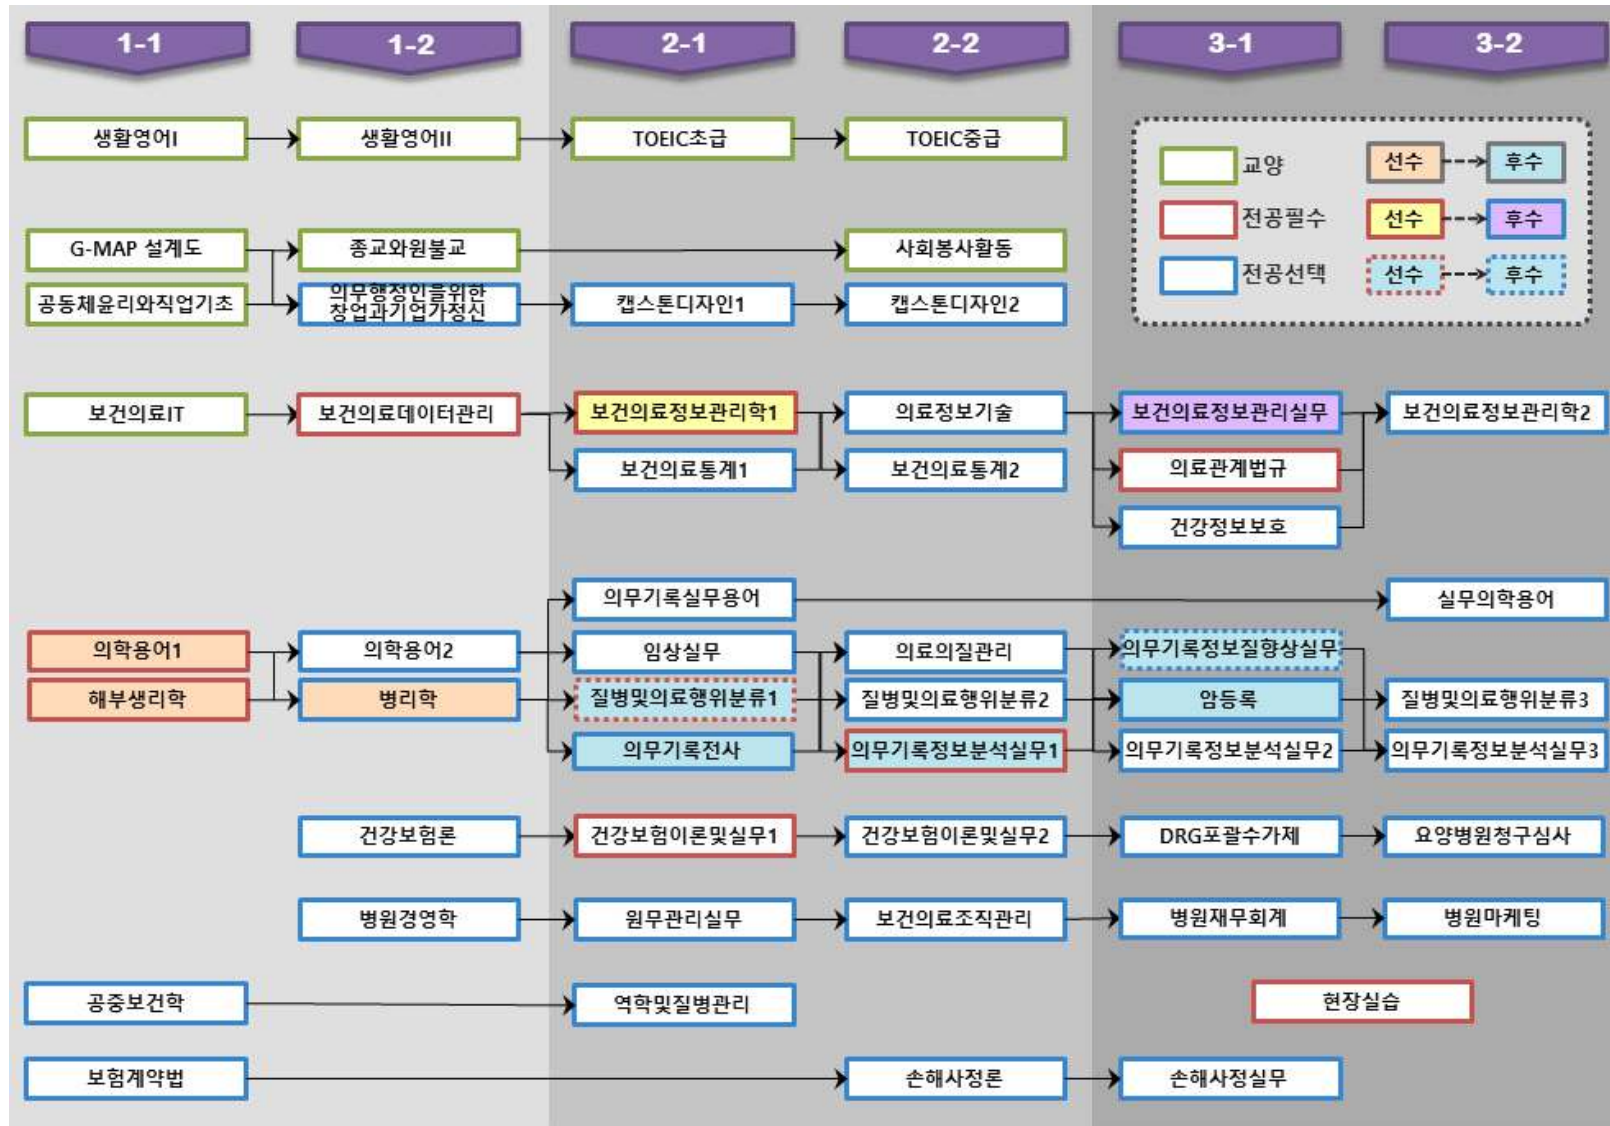 1-1
1-2
2-1
2-2
3-1
3-2
생활영어I
생활영어II
TOEIC초급
TOEIC중급
교양
선수
후수
전공필수
선수
후수
전공선택
선수
후수
G-MAP 설계도
종교와원불교
사회봉사활동
공동체윤리와직업기초
의무행정인을위한
창업과기업가정신
캡스톤디자인1
캡스톤디자인2
보건의료IT
보건의료데이터관리
보건의료정보관리학1
의료정보기술
보건의료정보관리실무
보건의료정보관리학2
보건의료통계1
보건의료통계2
의료관계법규
건강정보보호
의무기록실무용어
실무의학용어
의학용어1
의학용어2
임상실무
의료의질관리
의무기록정보질향상실무
해부생리학
병리학
질병및의료행위분류1
질병및의료행위분류2
암등록
질병및의료행위분류3
의무기록전사
의무기록정보분석실무1
의무기록정보분석실무2
의무기록정보분석실무3
건강보험론
건강보험이론및실무1
건강보험이론및실무2
DRG포괄수가제
요양병원청구심사
병원경영학
원무관리실무
보건의료조직관리
병원재무회계
병원마케팅
공중보건학
역학및질병관리
현장실습
보험계약법
손해사정론
손해사정실무